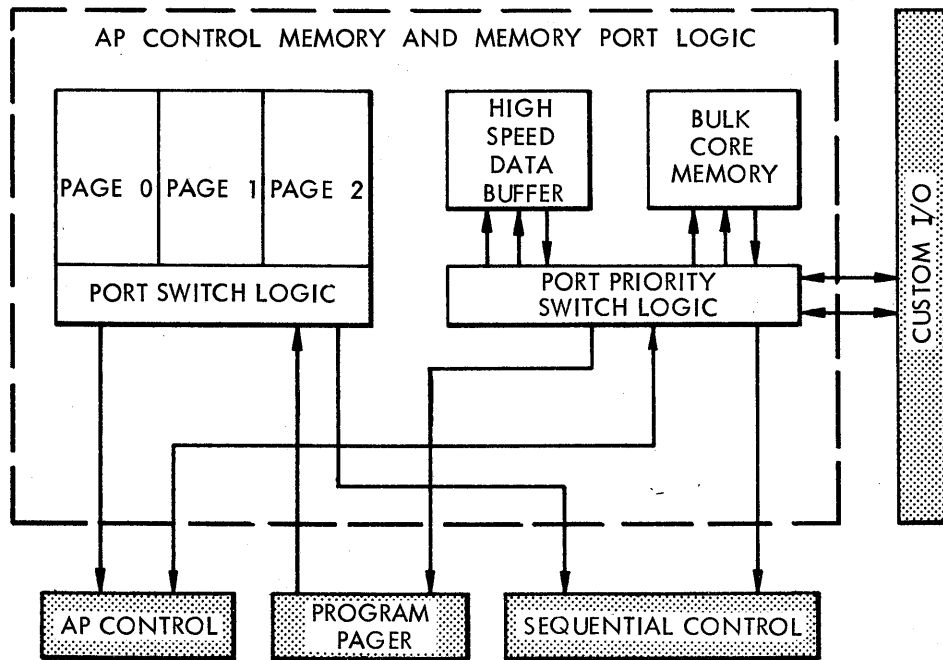 AP CONTROL MEMORY AND MEMORY PORT LOGIC
PAGE 0
PAGE 1
PAGE 2
PORT SWITCH LOGIC
HIGH
SPEED
DATA
BUFFER
BULK
CORE
MEMORY
PORT PRIORITY
SWITCH LOGIC
CUSTOM I/O
AP CONTROL
PROGRAM
PAGER
SEQUENTIAL CONTROL